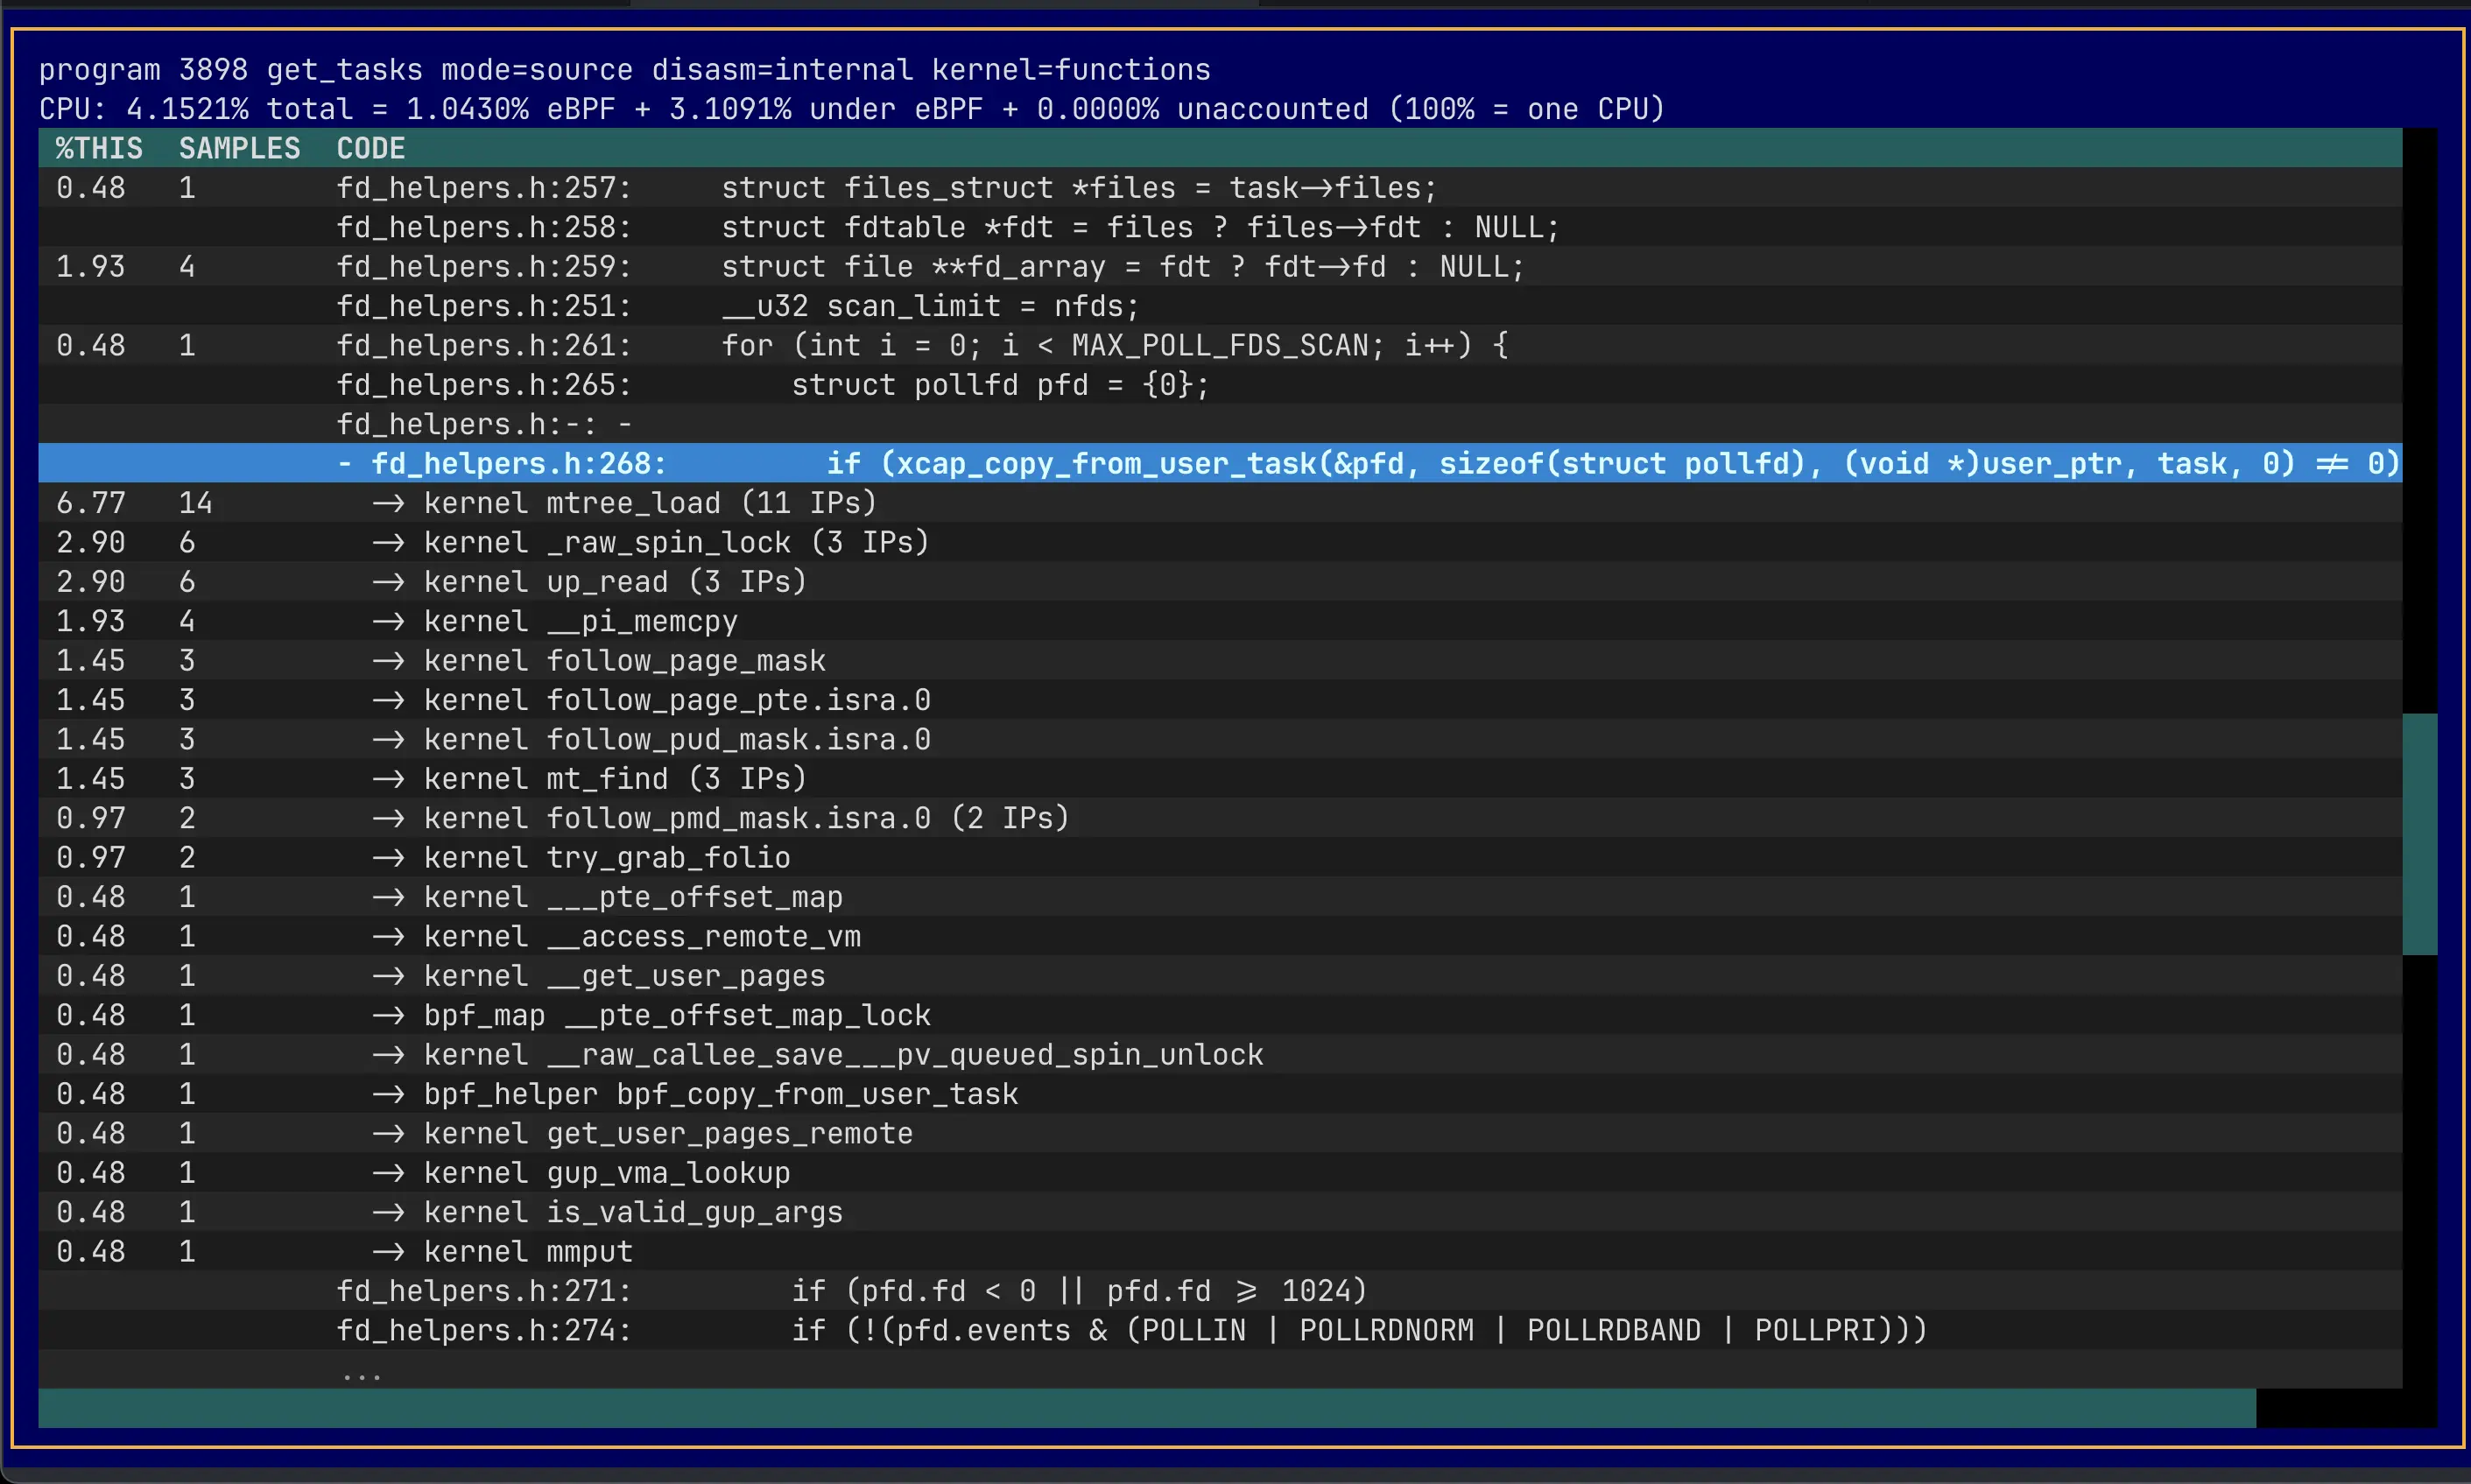 program 3898 get_tasks mode=source disasm=internal kernel=functions
CPU: 4.1521% total = 1.0430% eBPF + 3.1091% under eBPF + 0.0000% unaccounted (100% = one CPU)
%THIS SAMPLES CODE
0.48 1 fd_helpers.h:257: struct files_struct *files = task->files;
fd_helpers.h:258: struct fdtable *fdt = files ? files->fdt : NULL;
1.93 4 fd_helpers.h:259: struct file **fd_array = fdt ? fdt->fd : NULL;
fd_helpers.h:251: __u32 scan_limit = nfds;
0.48 1 fd_helpers.h:261: for (int i = 0; i < MAX_POLL_FDS_SCAN; i++) {
fd_helpers.h:265: struct pollfd pfd = {0};
fd_helpers.h:-: -
- fd_helpers.h:268: if (xcap_copy_from_user_task(&pfd, sizeof(struct pollfd), (void *)user_ptr, task, 0) != 0)
6.77 14 -> kernel mtree_load (11 IPs)
2.90 6 -> kernel _raw_spin_lock (3 IPs)
2.90 6 -> kernel up_read (3 IPs)
1.93 4 -> kernel __pi_memcpy
1.45 3 -> kernel follow_page_mask
1.45 3 -> kernel follow_page_pte.isra.0
1.45 3 -> kernel follow_pud_mask.isra.0
1.45 3 -> kernel mt_find (3 IPs)
0.97 2 -> kernel follow_pmd_mask.isra.0 (2 IPs)
0.97 2 -> kernel try_grab_folio
0.48 1 -> kernel ___pte_offset_map
0.48 1 -> kernel __access_remote_vm
0.48 1 -> kernel __get_user_pages
0.48 1 -> bpf_map __pte_offset_map_lock
0.48 1 -> kernel __raw_callee_save___pv_queued_spin_unlock
0.48 1 -> bpf_helper bpf_copy_from_user_task
0.48 1 -> kernel get_user_pages_remote
0.48 1 -> kernel gup_vma_lookup
0.48 1 -> kernel is_valid_gup_args
0.48 1 -> kernel mmput
fd_helpers.h:271: if (pfd.fd < 0 || pfd.fd >= 1024)
fd_helpers.h:274: if (!(pfd.events & (POLLIN | POLLRDNORM | POLLRDBAND | POLLPRI)))
...